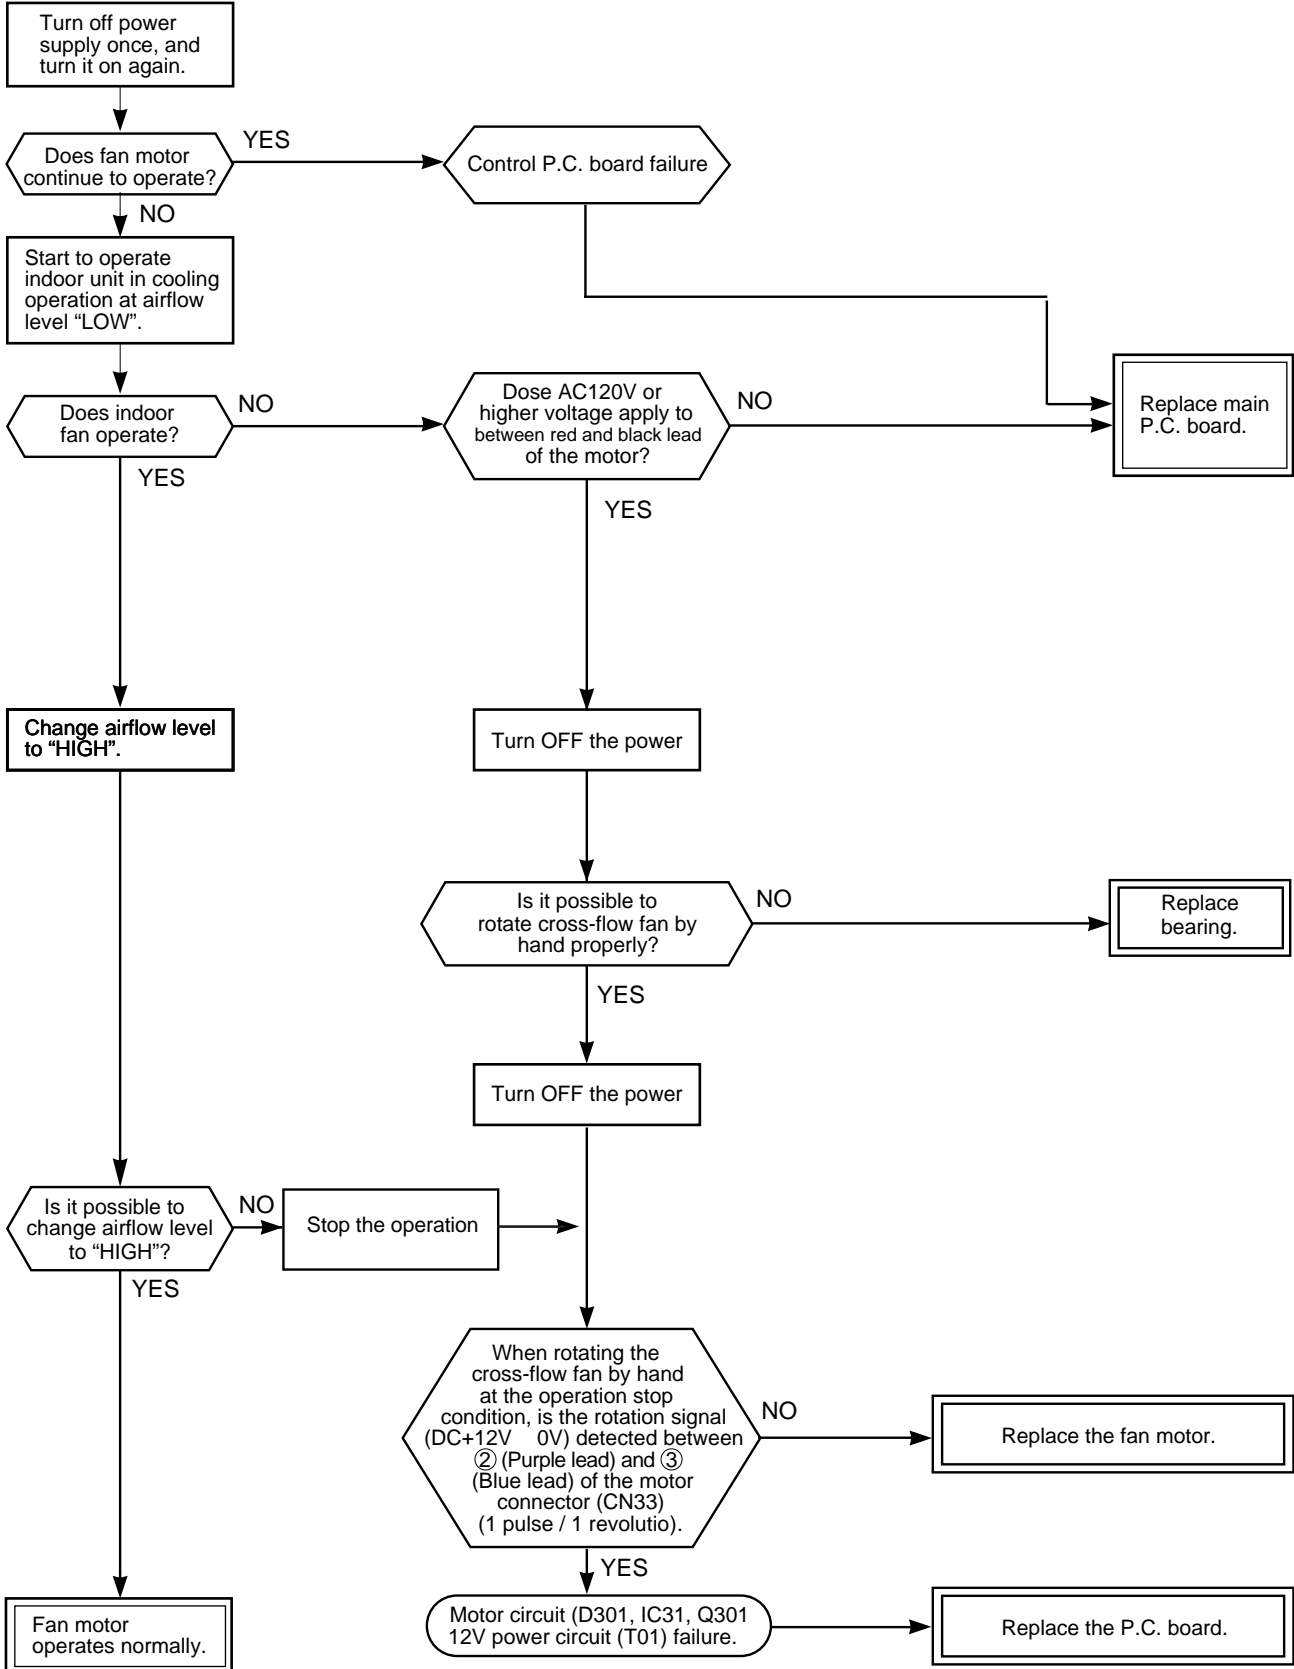 Turn off power
supply once, and
turn it on again.
Does fan motor
continue to operate?
YES
Control P.C. board failure
NO
Start to operate
indoor unit in cooling
operation at airflow
level “LOW”.
Does indoor
fan operate?
NO
Dose AC120V or
higher voltage apply to
between red and black lead
of the motor?
NO
Replace main
P.C. board.
YES
YES
Change airflow level
to “HIGH”.
Turn OFF the power
Is it possible to
rotate cross-flow fan by
hand properly?
NO
Replace
bearing.
YES
Turn OFF the power
Is it possible to
change airflow level
to “HIGH”?
NO
Stop the operation
YES
When rotating the
cross-flow fan by hand
at the operation stop
condition, is the rotation signal
(DC+12V 0V) detected between
② (Purple lead) and ③
(Blue lead) of the motor
connector (CN33)
(1 pulse / 1 revolutio).
NO
Replace the fan motor.
YES
Fan motor
operates normally.
Motor circuit (D301, IC31, Q301
12V power circuit (T01) failure.
Replace the P.C. board.